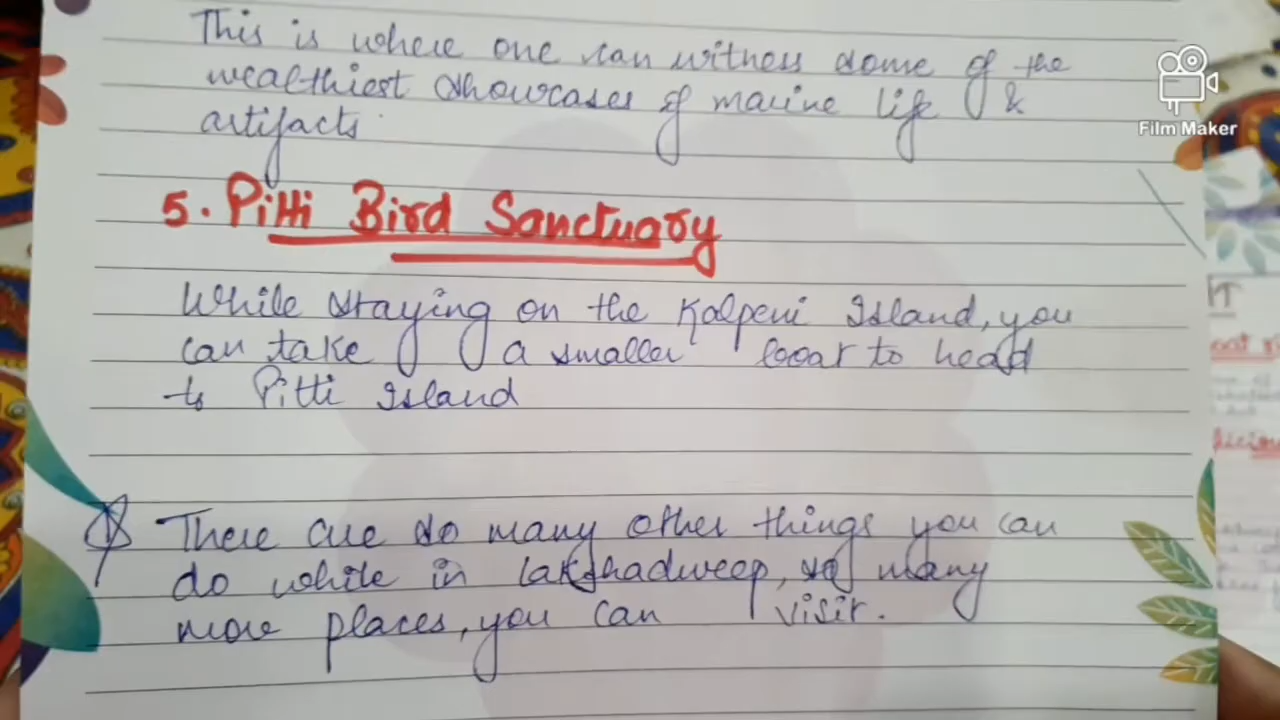 This is where one can witness some of the
wealthiest showcases of marine life &
artifacts.
5. Pitti Bird Sanctuary
While staying on the Kalpeni Island, you
can take a smaller boat to head
to Pitti Island
There are so many other things you can
do while in Lakshadweep, so many
more places, you can visit.
Film Maker